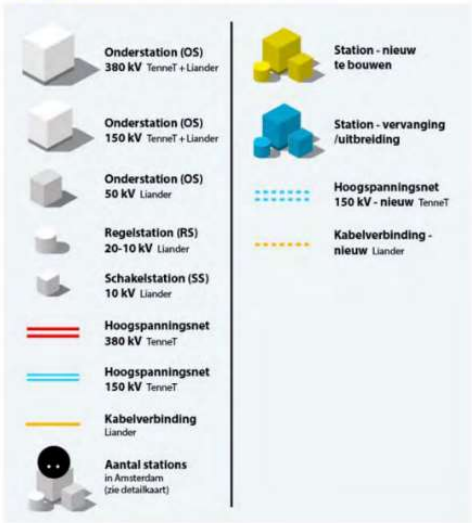 Onderstation (OS)
380 kV TenneT + Liander
Onderstation (OS)
150 kV TenneT + Liander
Onderstation (OS)
50 kV Liander
Regelstation (RS)
20-10 kV Liander
Schakelstation (SS)
10 kV Liander
Hoogspanningsnet
380 kV TenneT
Hoogspanningsnet
150 kV TenneT
Kabelverbinding
Liander
Aantal stations
in Amsterdam
(zie detailkaart)
Station - nieuw
te bouwen
Station - vervanging
/uitbreiding
Hoogspanningsnet
150 kV - nieuw TenneT
Kabelverbinding -
nieuw Liander